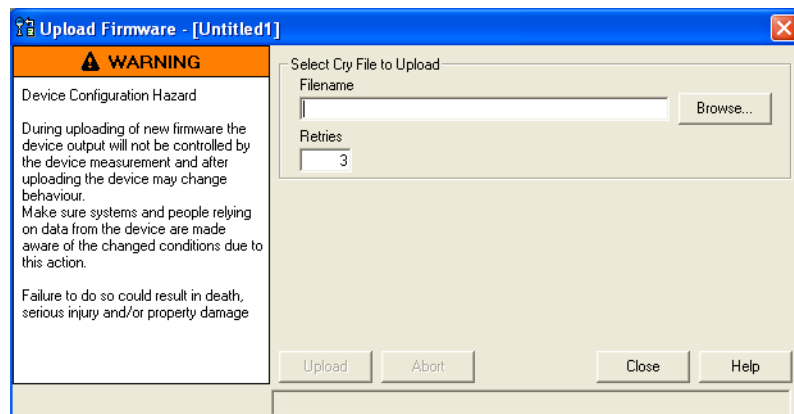 Upload Firmware - [Untitled1]
WARNING
Device Configuration Hazard
During uploading of new firmware the
device output will not be controlled by
the device measurement and after
uploading the device may change
behaviour.
Make sure systems and people relying
on data from the device are made
aware of the changed conditions due to
this action.
Failure to do so could result in death,
serious injury and/or property damage
Select Cry File to Upload
Filename
Browse...
Retries
3
Upload
Abort
Close
Help